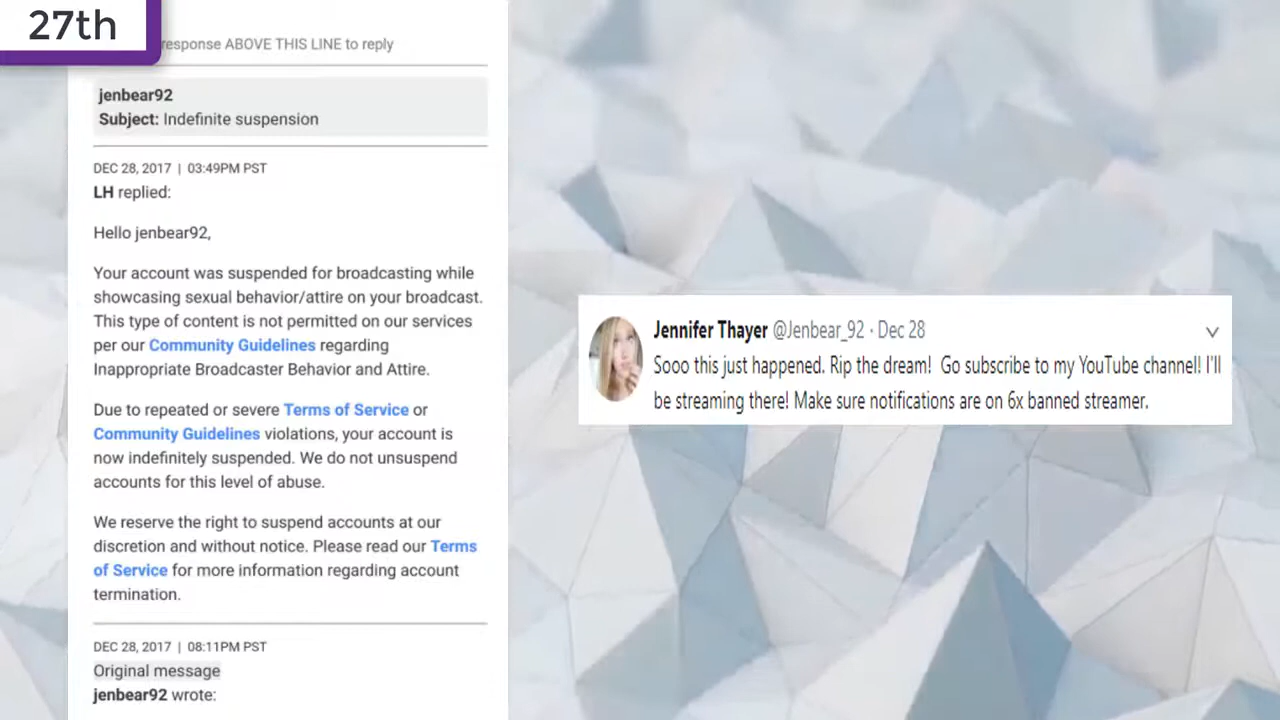 27th
response ABOVE THIS LINE to reply
jenbear92
Subject: Indefinite suspension
DEC 28, 2017 | 03:49PM PST
LH replied:
Hello jenbear92,
Your account was suspended for broadcasting while
showcasing sexual behavior/attire on your broadcast.
This type of content is not permitted on our services
per our Community Guidelines regarding
Inappropriate Broadcaster Behavior and Attire.
Due to repeated or severe Terms of Service or
Community Guidelines violations, your account is
now indefinitely suspended. We do not unsuspend
accounts for this level of abuse.
We reserve the right to suspend accounts at our
discretion and without notice. Please read our Terms
of Service for more information regarding account
termination.
DEC 28, 2017 | 08:11PM PST
Original message
jenbear92 wrote:
Jennifer Thayer @Jenbear_92 · Dec 28
Sooo this just happened. Rip the dream! Go subscribe to my YouTube channel! I'll
be streaming there! Make sure notifications are on 6x banned streamer.